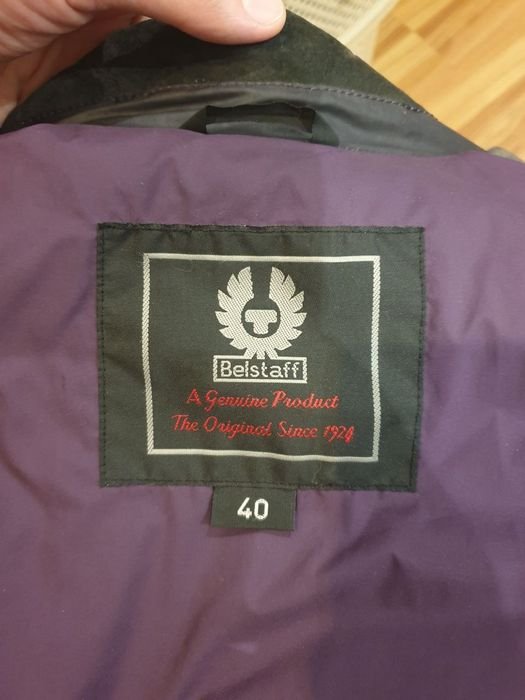 Belstaff
A Genuine Product
The Original Since 1924
40